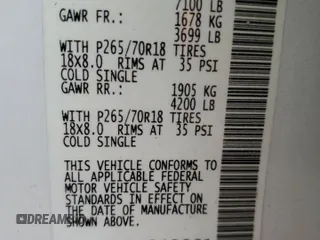 7100 LB
GAWR FR.: 1678 KG
3699 LB
WITH P265/70R18 TIRES
18X8.0 RIMS AT 35 PSI
COLD SINGLE
GAWR RR.: 1905 KG
4200 LB
WITH P265/70R18 TIRES
18X8.0 RIMS AT 35 PSI
COLD SINGLE
THIS VEHICLE CONFORMS TO
ALL APPLICABLE FEDERAL
MOTOR VEHICLE SAFETY
STANDARDS IN EFFECT ON
THE DATE OF MANUFACTURE
SHOWN ABOVE.